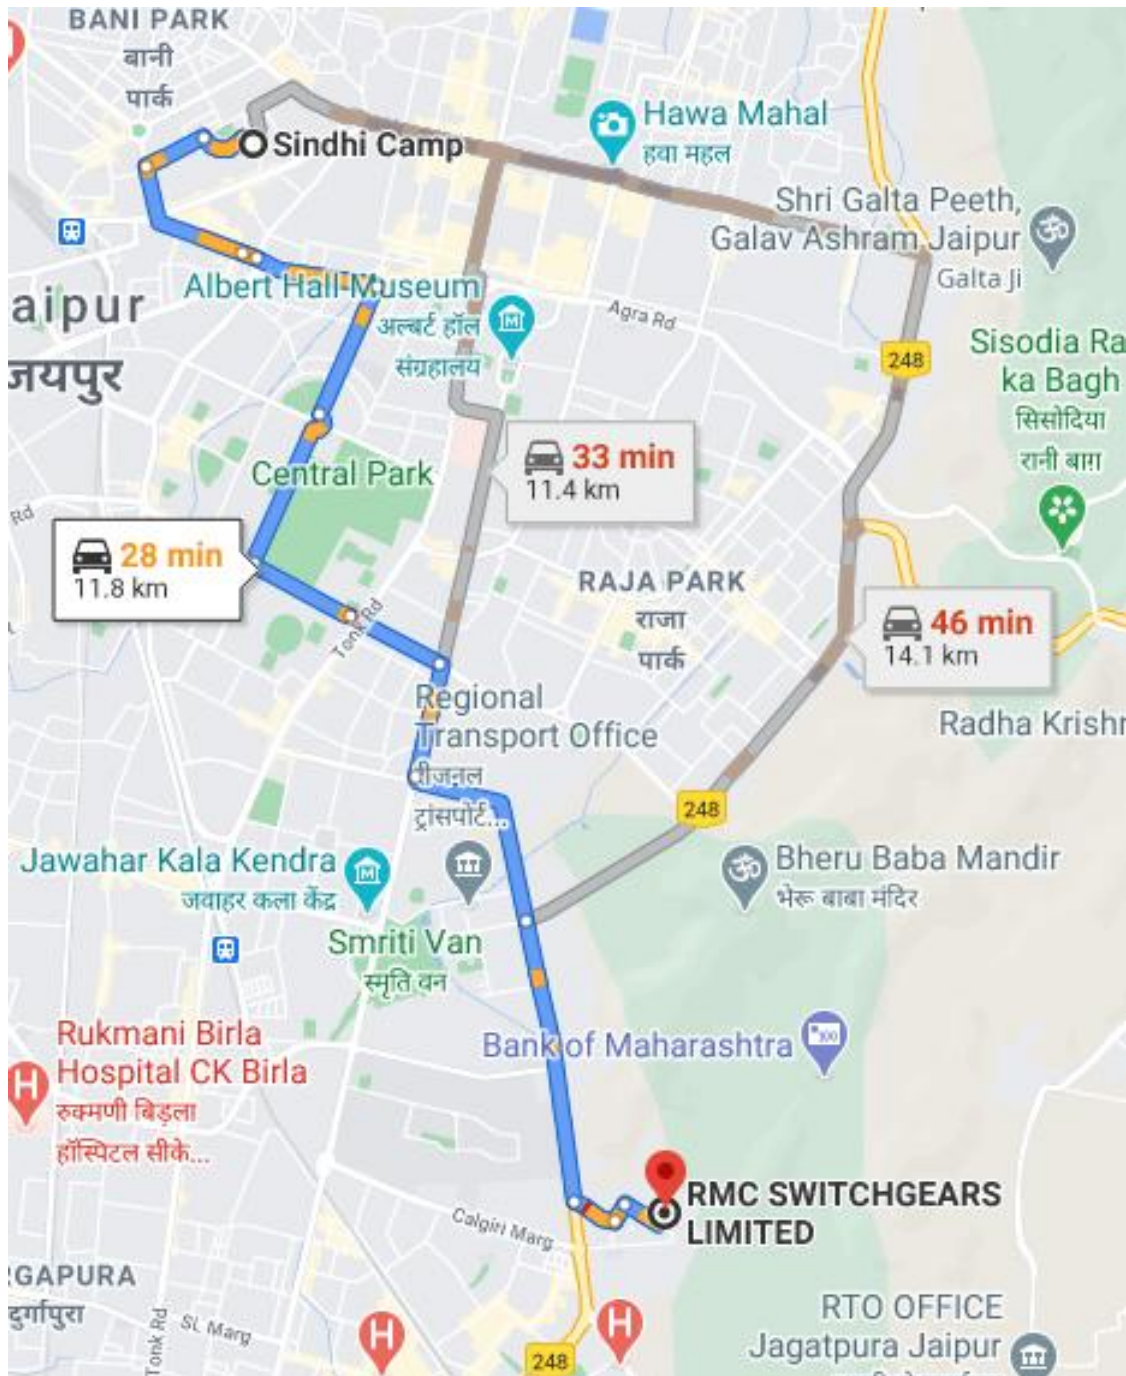 BANI PARK
बानी
पार्क
Sindhi Camp
Hawa Mahal
हवा महल
Shri Galta Peeth,
Galav Ashram Jaipur
Galta Ji
aipur
जयपुर
Albert Hall Museum
अल्बर्ट हॉल
संग्रहालय
Agra Rd
248
Sisodia Ra
ka Bagh
सिसोदिया
रानी बाग़
33 min
11.4 km
Central Park
Rd
28 min
11.8 km
Tonk Rd
RAJA PARK
राजा
पार्क
46 min
14.1 km
Radha Krishn
Regional
Transport Office
रीजनल
ट्रांसपोर्ट...
248
Jawahar Kala Kendra
जवाहर कला केंद्र
Bheru Baba Mandir
भेरू बाबा मंदिर
Smriti Van
स्मृति वन
Rukmani Birla
Hospital CK Birla
रुक्मणी बिड़ला
हॉस्पिटल सीके...
Bank of Maharashtra
RMC SWITCHGEARS
LIMITED
Calgiri Marg
RGAPURA
दुर्गापुरा
Tonk Rd
SL Marg
248
RTO OFFICE
Jagatpura Jaipur